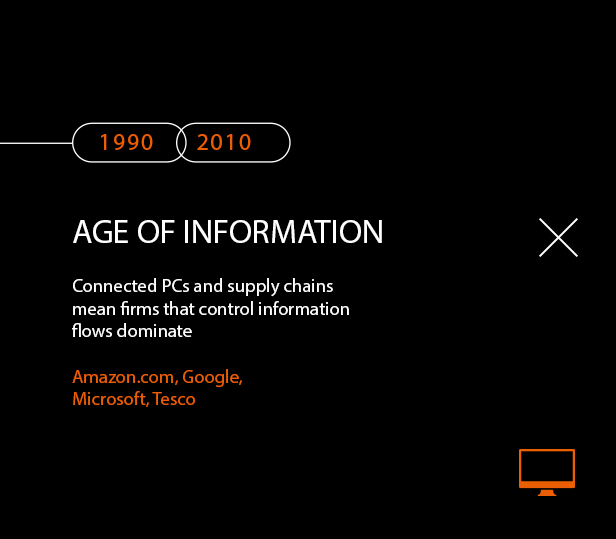 1990 2010
AGE OF INFORMATION
Connected PCs and supply chains
mean firms that control information
flows dominate
Amazon.com, Google,
Microsoft, Tesco